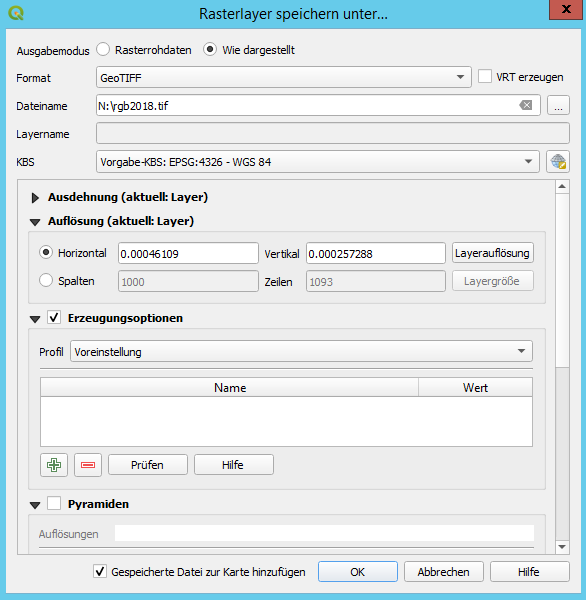 Rasterlayer speichern unter...
Ausgabemodus Rasterrohdaten Wie dargestellt
Format GeoTIFF VRT erzeugen
Dateiname N:\rgb2018.tif ...
Layername
KBS Vorgabe-KBS: EPSG:4326 - WGS 84
Ausdehnung (aktuell: Layer)
Auflösung (aktuell: Layer)
Horizontal 0.00046109 Vertikal 0.000257288 Layerauflösung
Spalten 1000 Zeilen 1093 Layergröße
Erzeugungsoptionen
Profil Voreinstellung
Name Wert
Prüfen Hilfe
Pyramiden
Auflösungen
Gespeicherte Datei zur Karte hinzufügen OK Abbrechen Hilfe